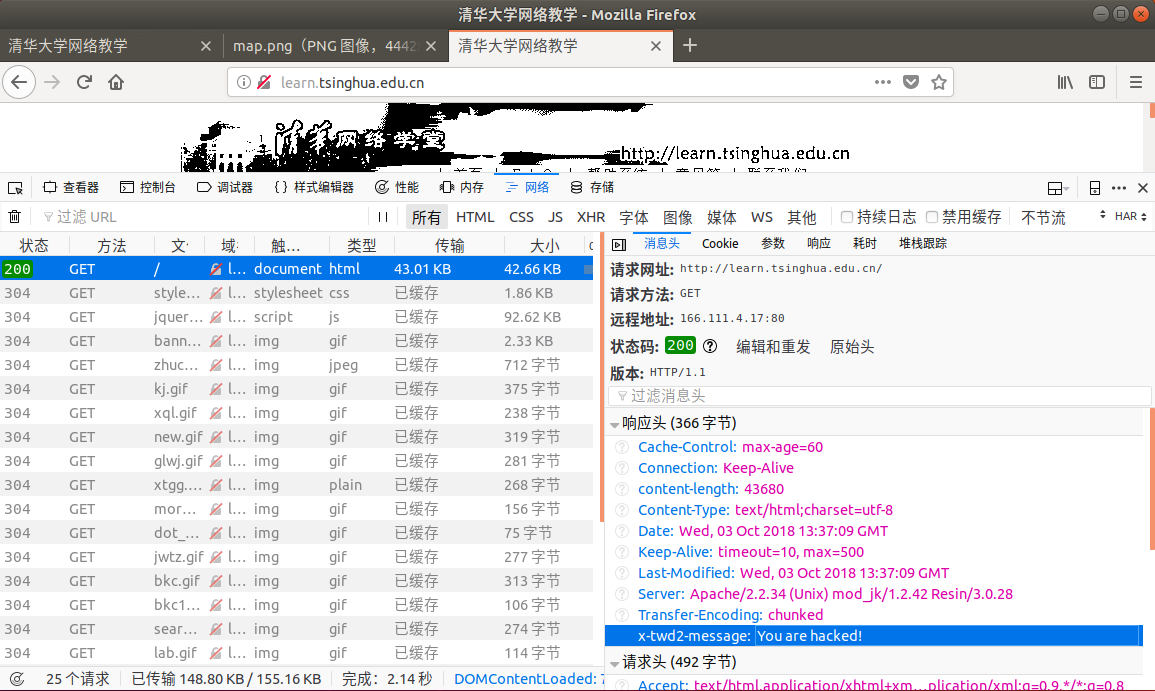 清华大学网络教学 - Mozilla Firefox
清华大学网络教学 map.png（PNG 图像，4442 清华大学网络教学
learn.tsinghua.edu.cn
清華网络学堂
http://learn.tsinghua.edu.cn
查看器 控制台 调试器 {} 样式编辑器 性能 内存 网络 存储
过滤 URL 所有 HTML CSS JS XHR 字体 图像 媒体 WS 其他 持续日志 禁用缓存 不节流 HAR
状态 方法 文 域 触… 类型 传输 大小
200 GET / l… document html 43.01 KB 42.66 KB
304 GET style… l… stylesheet css 已缓存 1.86 KB
304 GET jquer… l… script js 已缓存 92.62 KB
304 GET bann… l… img gif 已缓存 2.33 KB
304 GET zhuc… l… img jpeg 已缓存 712 字节
304 GET kj.gif l… img gif 已缓存 375 字节
304 GET xql.gif l… img gif 已缓存 238 字节
304 GET new.gif l… img gif 已缓存 319 字节
304 GET glwj.gif l… img gif 已缓存 281 字节
304 GET xtgg.… l… img plain 已缓存 268 字节
304 GET mor… l… img gif 已缓存 156 字节
304 GET dot_… l… img gif 已缓存 75 字节
304 GET jwtz.gif l… img gif 已缓存 277 字节
304 GET bkc.gif l… img gif 已缓存 313 字节
304 GET bkc1… l… img gif 已缓存 106 字节
304 GET sear… l… img gif 已缓存 274 字节
304 GET lab.gif l… img gif 已缓存 114 字节
25 个请求 已传输 148.80 KB / 155.16 KB 完成：2.14 秒 DOMContentLoaded:
消息头 Cookie 参数 响应 耗时 堆栈跟踪
请求网址: http://learn.tsinghua.edu.cn/
请求方法: GET
远程地址: 166.111.4.17:80
状态码: 200 编辑和重发 原始头
版本: HTTP/1.1
过滤消息头
响应头 (366 字节)
Cache-Control: max-age=60
Connection: Keep-Alive
content-length: 43680
Content-Type: text/html;charset=utf-8
Date: Wed, 03 Oct 2018 13:37:09 GMT
Keep-Alive: timeout=10, max=500
Last-Modified: Wed, 03 Oct 2018 13:37:09 GMT
Server: Apache/2.2.34 (Unix) mod_jk/1.2.42 Resin/3.0.28
Transfer-Encoding: chunked
x-twd2-message: You are hacked!
请求头 (492 字节)
Accept: text/html,application/xhtml+xm…plication/xml;q=0.9,*/*;q=0.8